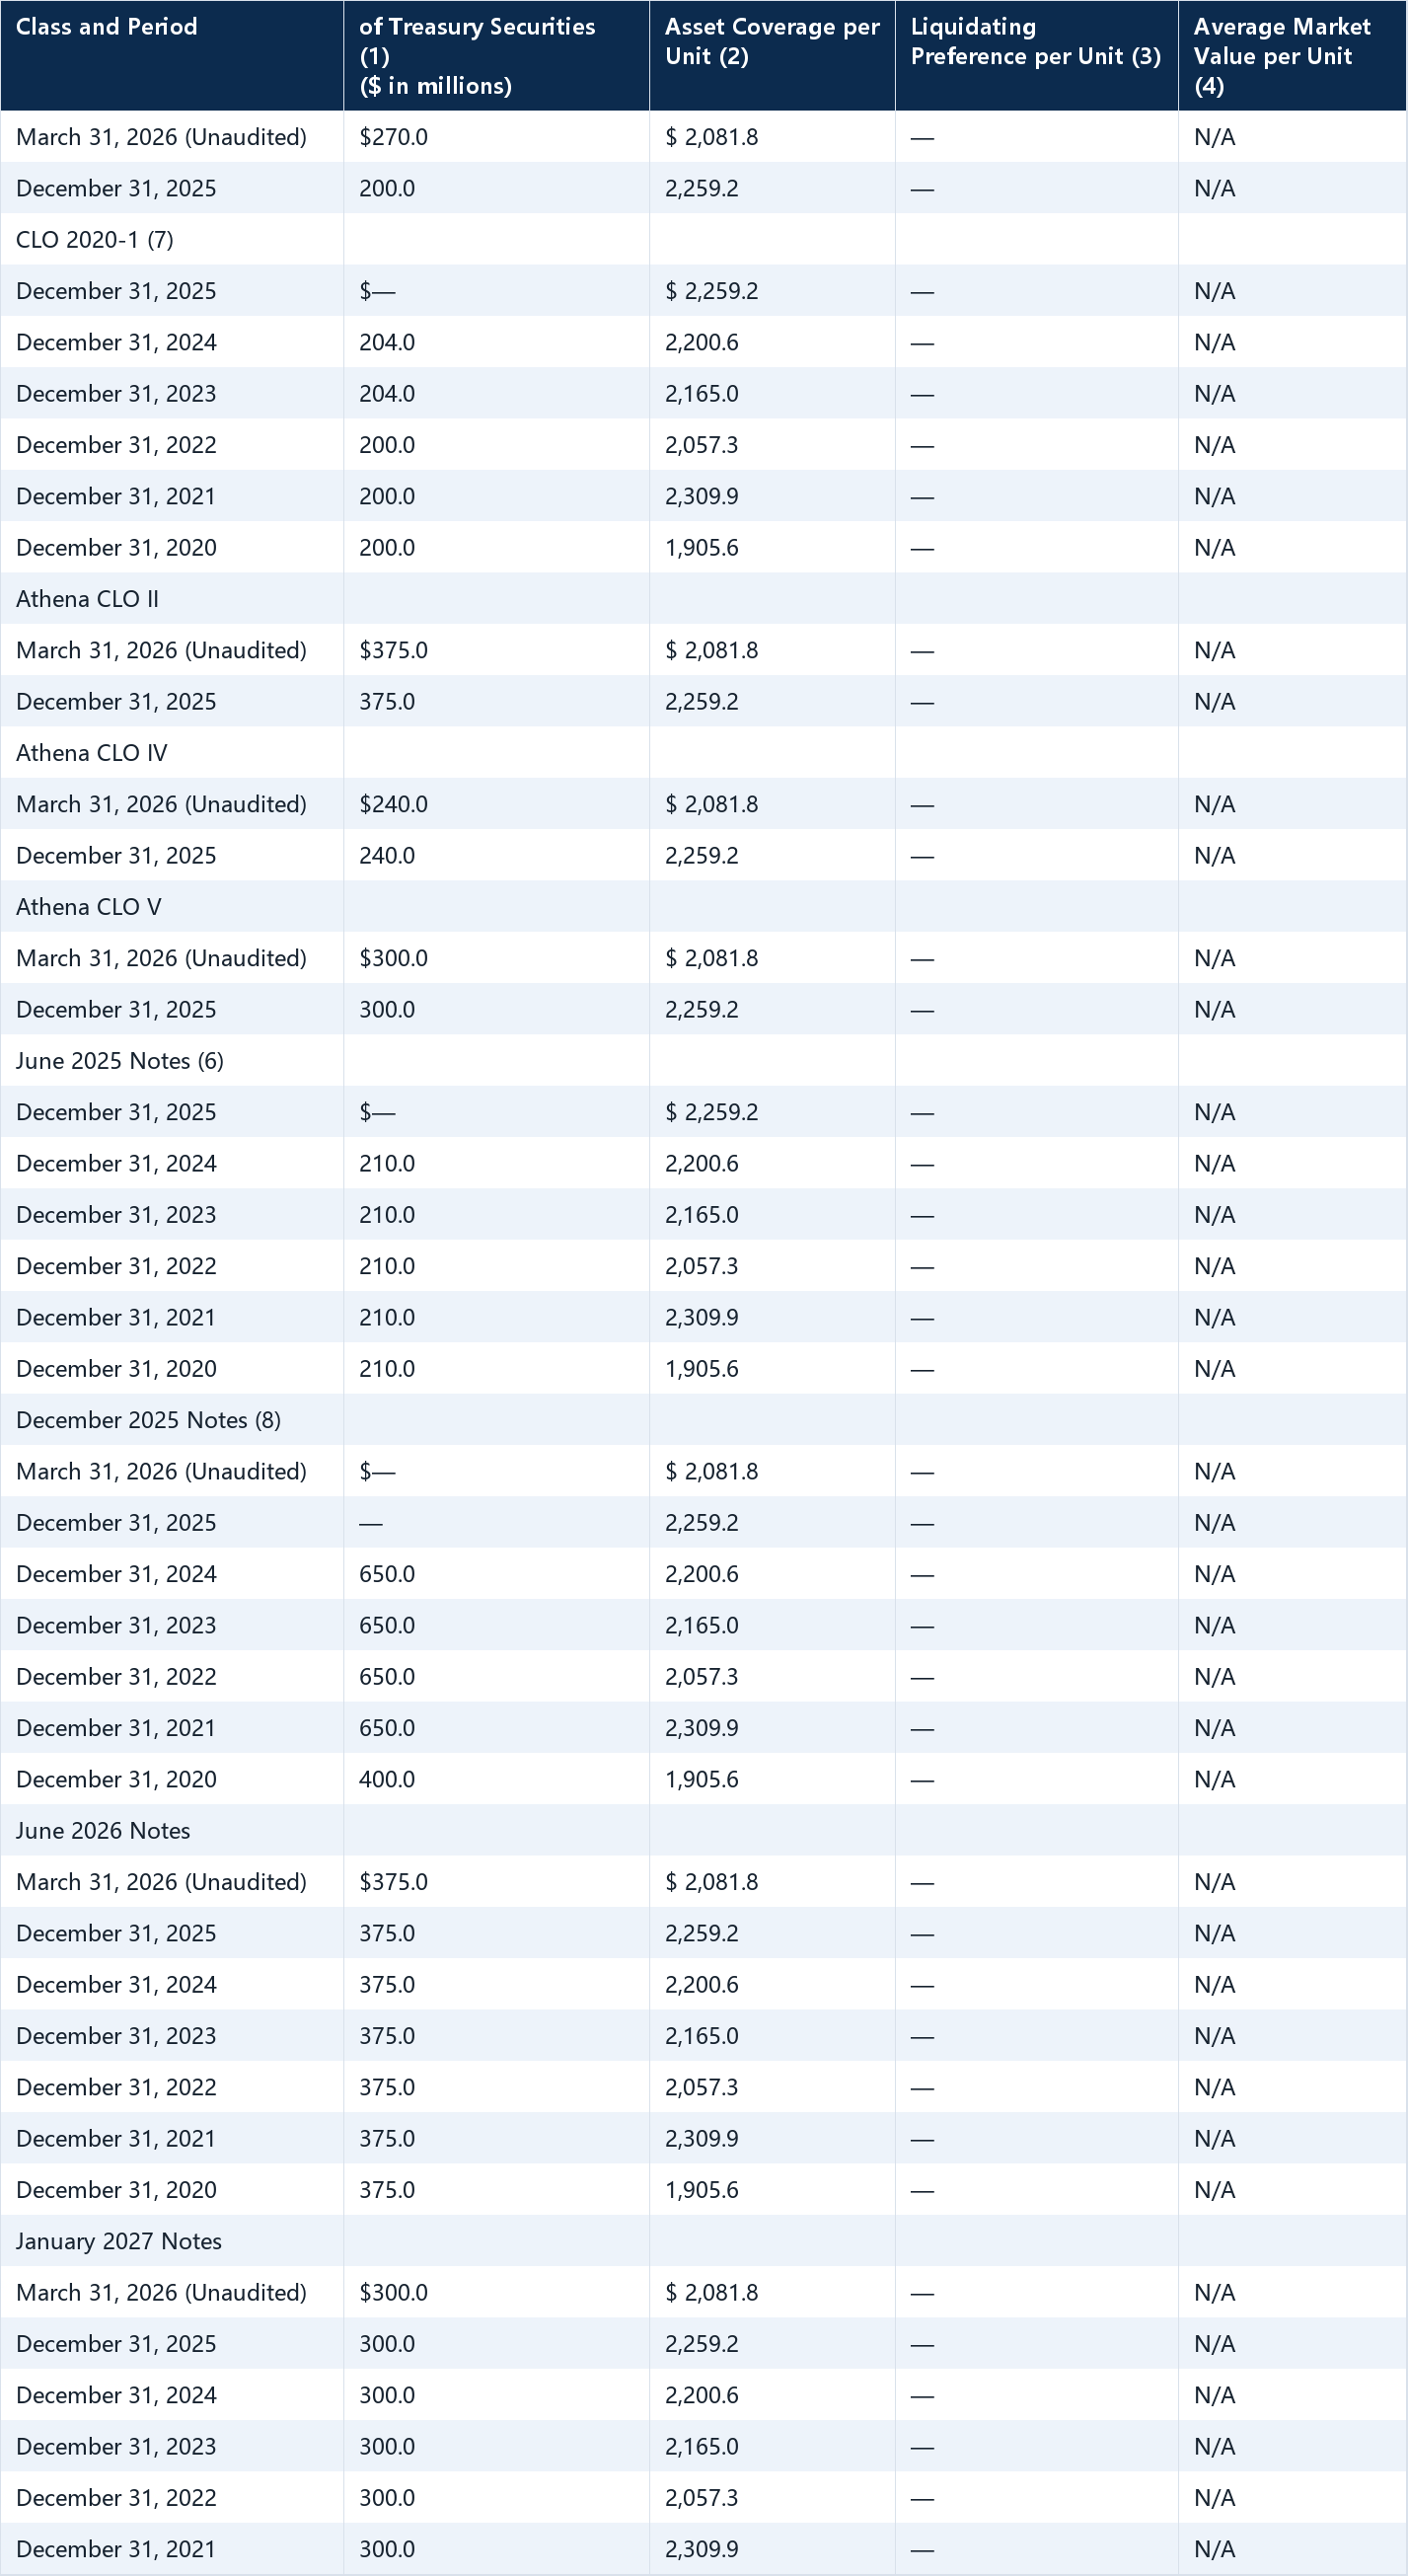 Class and Period | of Treasury Securities (1) ($ in millions) | Asset Coverage per Unit (2) | Liquidating Preference per Unit (3) | Average Market Value per Unit (4)
March 31, 2026 (Unaudited) | $270.0 | $ 2,081.8 | — | N/A
December 31, 2025 | 200.0 | 2,259.2 | — | N/A
CLO 2020-1 (7)
December 31, 2025 | $— | $ 2,259.2 | — | N/A
December 31, 2024 | 204.0 | 2,200.6 | — | N/A
December 31, 2023 | 204.0 | 2,165.0 | — | N/A
December 31, 2022 | 200.0 | 2,057.3 | — | N/A
December 31, 2021 | 200.0 | 2,309.9 | — | N/A
December 31, 2020 | 200.0 | 1,905.6 | — | N/A
Athena CLO II
March 31, 2026 (Unaudited) | $375.0 | $ 2,081.8 | — | N/A
December 31, 2025 | 375.0 | 2,259.2 | — | N/A
Athena CLO IV
March 31, 2026 (Unaudited) | $240.0 | $ 2,081.8 | — | N/A
December 31, 2025 | 240.0 | 2,259.2 | — | N/A
Athena CLO V
March 31, 2026 (Unaudited) | $300.0 | $ 2,081.8 | — | N/A
December 31, 2025 | 300.0 | 2,259.2 | — | N/A
June 2025 Notes (6)
December 31, 2025 | $— | $ 2,259.2 | — | N/A
December 31, 2024 | 210.0 | 2,200.6 | — | N/A
December 31, 2023 | 210.0 | 2,165.0 | — | N/A
December 31, 2022 | 210.0 | 2,057.3 | — | N/A
December 31, 2021 | 210.0 | 2,309.9 | — | N/A
December 31, 2020 | 210.0 | 1,905.6 | — | N/A
December 2025 Notes (8)
March 31, 2026 (Unaudited) | $— | $ 2,081.8 | — | N/A
December 31, 2025 | — | 2,259.2 | — | N/A
December 31, 2024 | 650.0 | 2,200.6 | — | N/A
December 31, 2023 | 650.0 | 2,165.0 | — | N/A
December 31, 2022 | 650.0 | 2,057.3 | — | N/A
December 31, 2021 | 650.0 | 2,309.9 | — | N/A
December 31, 2020 | 400.0 | 1,905.6 | — | N/A
June 2026 Notes
March 31, 2026 (Unaudited) | $375.0 | $ 2,081.8 | — | N/A
December 31, 2025 | 375.0 | 2,259.2 | — | N/A
December 31, 2024 | 375.0 | 2,200.6 | — | N/A
December 31, 2023 | 375.0 | 2,165.0 | — | N/A
December 31, 2022 | 375.0 | 2,057.3 | — | N/A
December 31, 2021 | 375.0 | 2,309.9 | — | N/A
December 31, 2020 | 375.0 | 1,905.6 | — | N/A
January 2027 Notes
March 31, 2026 (Unaudited) | $300.0 | $ 2,081.8 | — | N/A
December 31, 2025 | 300.0 | 2,259.2 | — | N/A
December 31, 2024 | 300.0 | 2,200.6 | — | N/A
December 31, 2023 | 300.0 | 2,165.0 | — | N/A
December 31, 2022 | 300.0 | 2,057.3 | — | N/A
December 31, 2021 | 300.0 | 2,309.9 | — | N/A